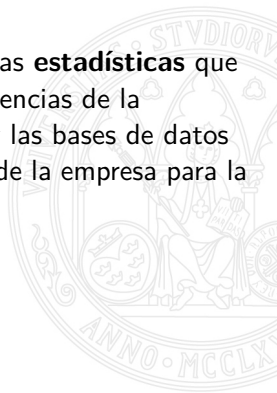 as estadísticas que
encias de la
las bases de datos
de la empresa para la
STVDIORV
ANNO · MCCLX